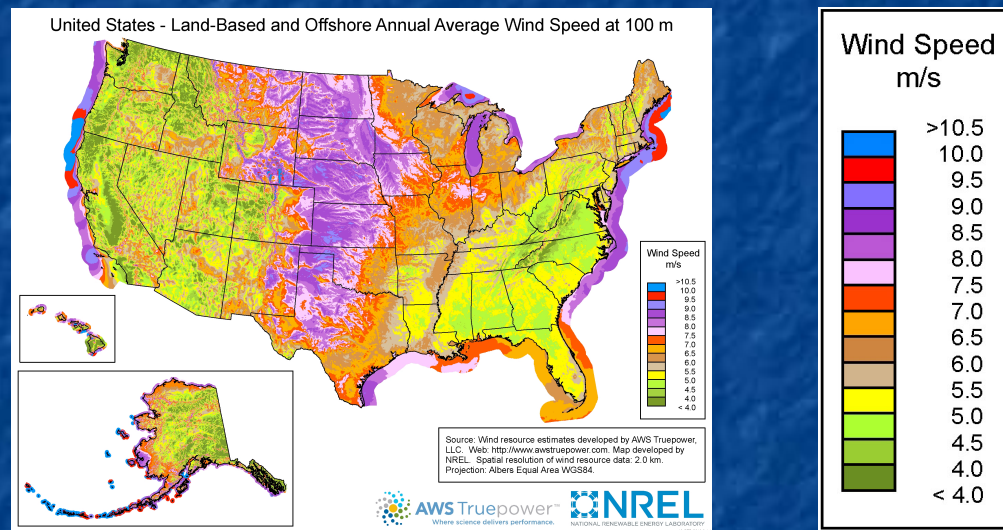 United States - Land-Based and Offshore Annual Average Wind Speed at 100 m
Wind Speed
m/s
>10.5
10.0
9.5
9.0
8.5
8.0
7.5
7.0
6.5
6.0
5.5
5.0
4.5
4.0
< 4.0
Source: Wind resource estimates developed by AWS Truepower,
LLC. Web: http://www.awstruepower.com. Map developed by
NREL. Spatial resolution of wind resource data: 2.0 km.
Projection: Albers Equal Area WGS84.
AWS Truepower™
Where science delivers performance.
NREL
NATIONAL RENEWABLE ENERGY LABORATORY
Wind Speed
m/s
>10.5
10.0
9.5
9.0
8.5
8.0
7.5
7.0
6.5
6.0
5.5
5.0
4.5
4.0
< 4.0